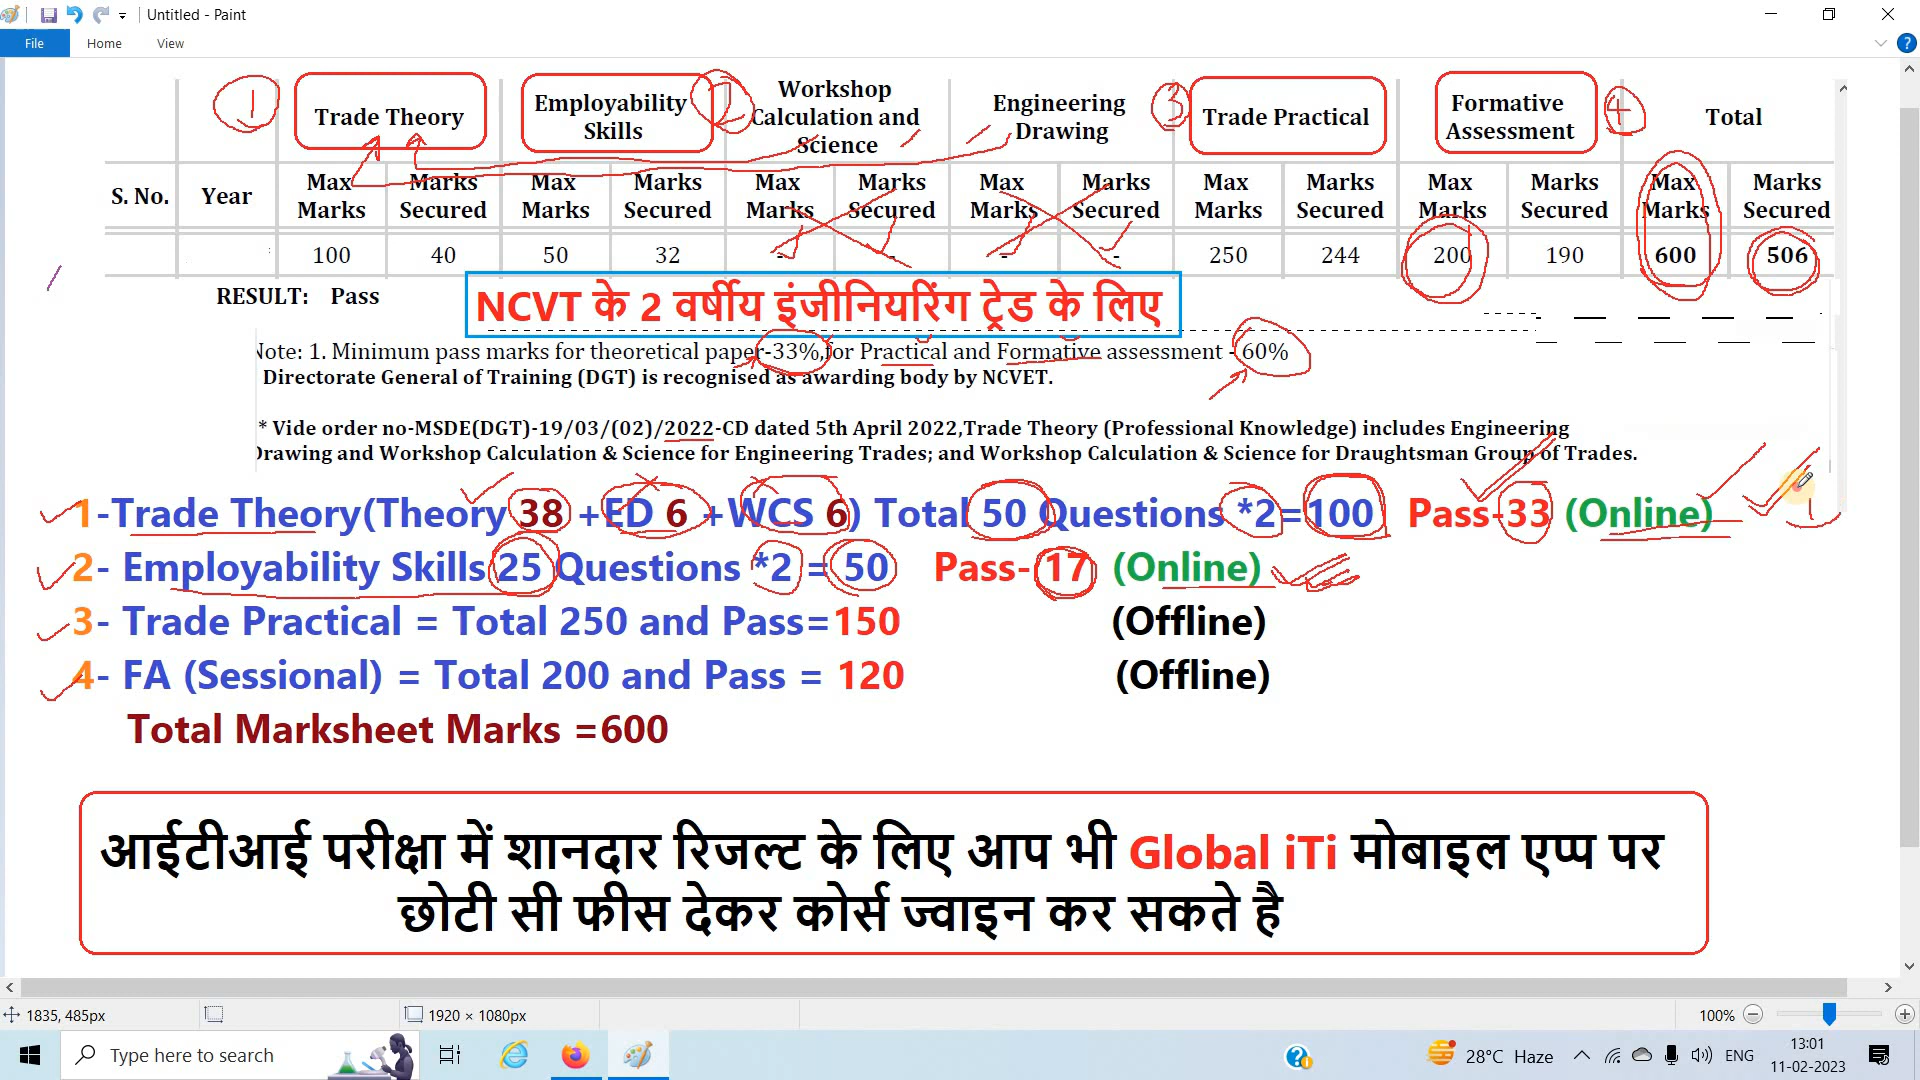 Untitled - Paint
File Home View
1 Trade Theory Employability Skills 2 Workshop Calculation and Science Engineering Drawing 3 Trade Practical Formative Assessment 4 Total
S. No. Year Max Marks Marks Secured Max Marks Marks Secured Max Marks Marks Secured Max Marks Marks Secured Max Marks Marks Secured Max Marks Marks Secured Max Marks Marks Secured
100 40 50 32 - - - - 250 244 200 190 600 506
RESULT: Pass
NCVT के 2 वर्षीय इंजीनियरिंग ट्रेड के लिए
Note: 1. Minimum pass marks for theoretical paper-33%,for Practical and Formative assessment - 60%
Directorate General of Training (DGT) is recognised as awarding body by NCVET.
* Vide order no-MSDE(DGT)-19/03/(02)/2022-CD dated 5th April 2022,Trade Theory (Professional Knowledge) includes Engineering
Drawing and Workshop Calculation & Science for Engineering Trades; and Workshop Calculation & Science for Draughtsman Group of Trades.
1-Trade Theory(Theory 38 +ED 6 +WCS 6) Total 50 Questions *2=100 Pass-33 (Online)
2- Employability Skills 25 Questions *2 = 50 Pass- 17 (Online)
3- Trade Practical = Total 250 and Pass=150 (Offline)
4- FA (Sessional) = Total 200 and Pass = 120 (Offline)
Total Marksheet Marks =600
आईटीआई परीक्षा में शानदार रिजल्ट के लिए आप भी Global iTi मोबाइल एप्प पर
छोटी सी फीस देकर कोर्स ज्वाइन कर सकते है
1835, 485px 1920 × 1080px 100%
Type here to search 28°C Haze ENG 13:01
11-02-2023